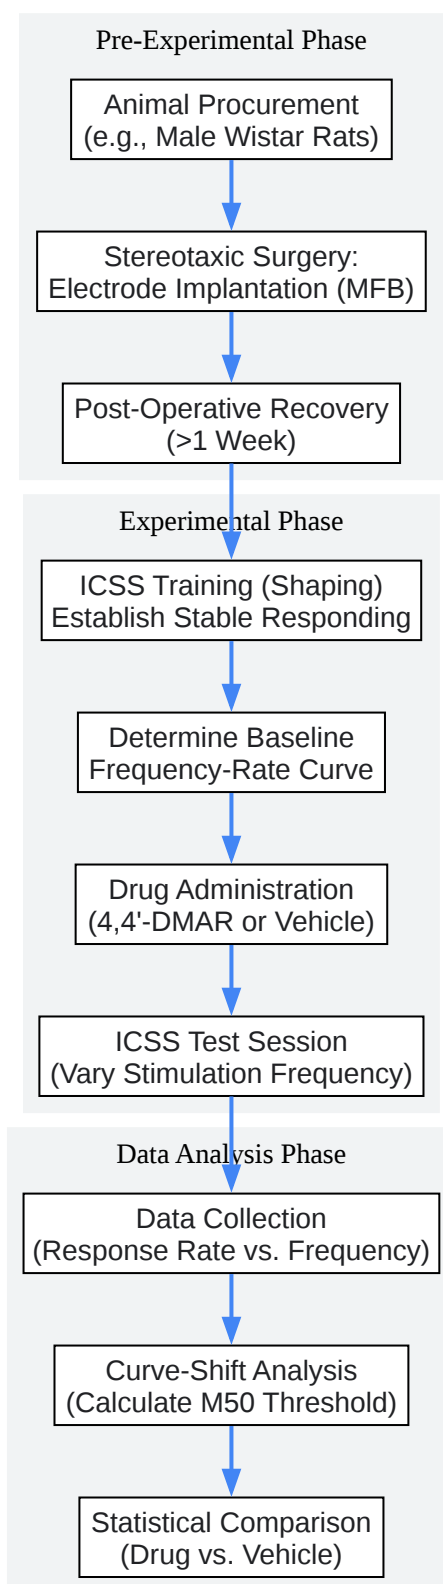 Pre-Experimental Phase
Animal Procurement
(e.g., Male Wistar Rats)
Stereotaxic Surgery:
Electrode Implantation (MFB)
Post-Operative Recovery
(>1 Week)
Experimental Phase
ICSS Training (Shaping)
Establish Stable Responding
Determine Baseline
Frequency-Rate Curve
Drug Administration
(4,4'-DMAR or Vehicle)
ICSS Test Session
(Vary Stimulation Frequency)
Data Analysis Phase
Data Collection
(Response Rate vs. Frequency)
Curve-Shift Analysis
(Calculate M50 Threshold)
Statistical Comparison
(Drug vs. Vehicle)